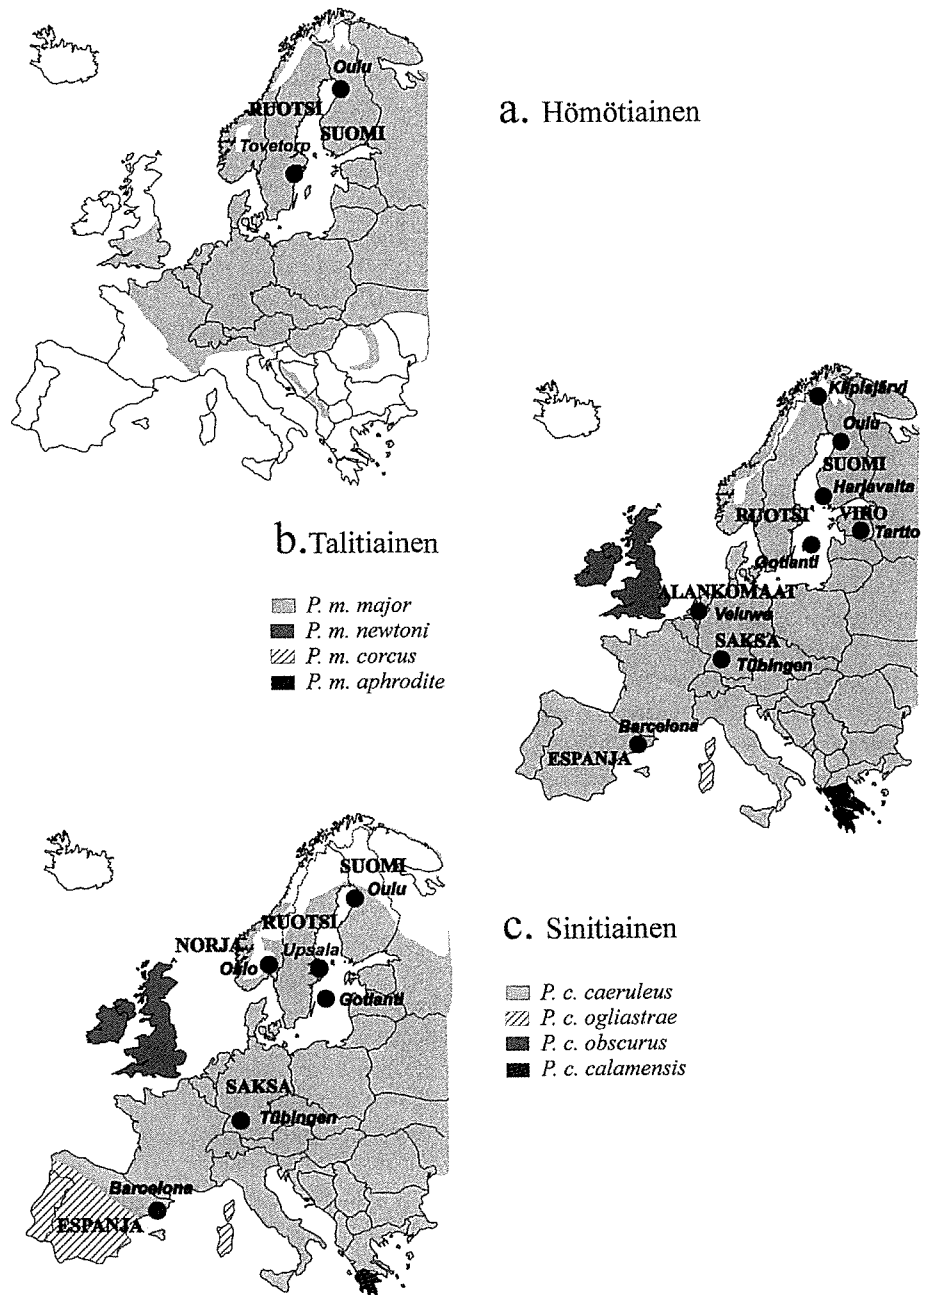 a. Hömötiainen
Oulu
RUOTSI
SUOMI
Tovetorp
b. Talitiainen
P. m. major
P. m. newtoni
P. m. corcus
P. m. aphrodite
Kilpisjärvi
Oulu
SUOMI
Harjavalta
RUOTSI
VIRO
Tartto
Gotlanti
ALANKOMAAT
Veluwe
SAKSA
Tübingen
Barcelona
ESPANJA
c. Sinitiainen
P. c. caeruleus
P. c. ogliastrae
P. c. obscurus
P. c. calamensis
SUOMI
Oulu
RUOTSI
NORJA
Upsala
Oslo
Gotlanti
SAKSA
Tübingen
Barcelona
ESPANJA